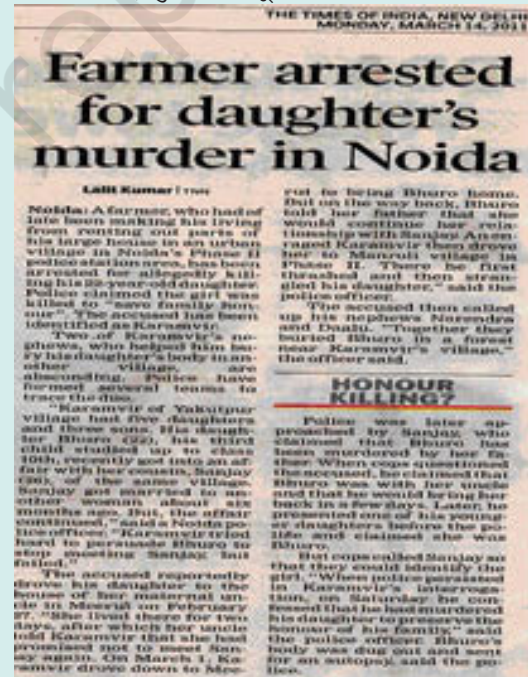 THE TIMES OF INDIA, NEW DELHI
MONDAY, MARCH 14, 2011
Farmer arrested
for daughter's
murder in Noida
Lalit Kumar | TNN
Noida: A farmer, who had of
late been making his living
from renting out parts of
his large house in an urban
village in Noida's Phase II
police station area, has been
arrested for allegedly kill-
ing his 22-year-old daughter.
Police claimed the girl was
killed to "save family hon-
our". The accused has been
identified as Karamvir.
Two of Karamvir's ne-
phews, who helped him bu-
ry his daughter's body in an-
other village, are
absconding. Police have
formed several teams to
trace the duo.
"Karamvir of Yakutpur
village had five daughters
and three sons. His daugh-
ter Bhuro (22), his third
child studied up to class
10th, recently got into an af-
fair with her cousin, Sanjay
(26), of the same village.
Sanjay got married to an-
other woman about six
months ago. But, the affair
continued," said a Noida po-
lice officer. "Karamvir tried
hard to persuade Bhuro to
stop meeting Sanjay, but
failed."
The accused reportedly
drove his daughter to the
house of her maternal un-
cle in Meerut on February
27. "She lived there for two
days, after which her uncle
told Karamvir that she had
promised not to meet San-
jay again. On March 1, Ka-
ramvir drove down to Mee-
rut to bring Bhuro home.
But on the way back, Bhuro
told her father that she
would continue her rela-
tionship with Sanjay. An en-
raged Karamvir then drove
her to village in
Phase II. There he first
thrashed and then stran-
gled his daughter," said the
police officer.
The accused then called
up his nephews Narendra
and "Together they
buried Bhuro in a forest
near Karamvir's village,"
the officer said.
HONOUR
KILLING?
Police was later ap-
proached by Sanjay, who
claimed that Bhuro has
been murdered by her fa-
ther. When cops questioned
the accused, he claimed that
Bhuro was with her uncle
and that he would bring her
back in a few days. Later, he
presented one of his young-
er daughters before the po-
lice and claimed she was
Bhuro.
But cops called Sanjay so
that they could identify the
girl. "When police persisted
in Karamvir's interroga-
tion, on Saturday he con-
fessed that he had murdered
his daughter to preserve the
honour of his family," said
the police officer. Bhuro's
body was dug out and sent
for an autopsy, said the po-
lice.